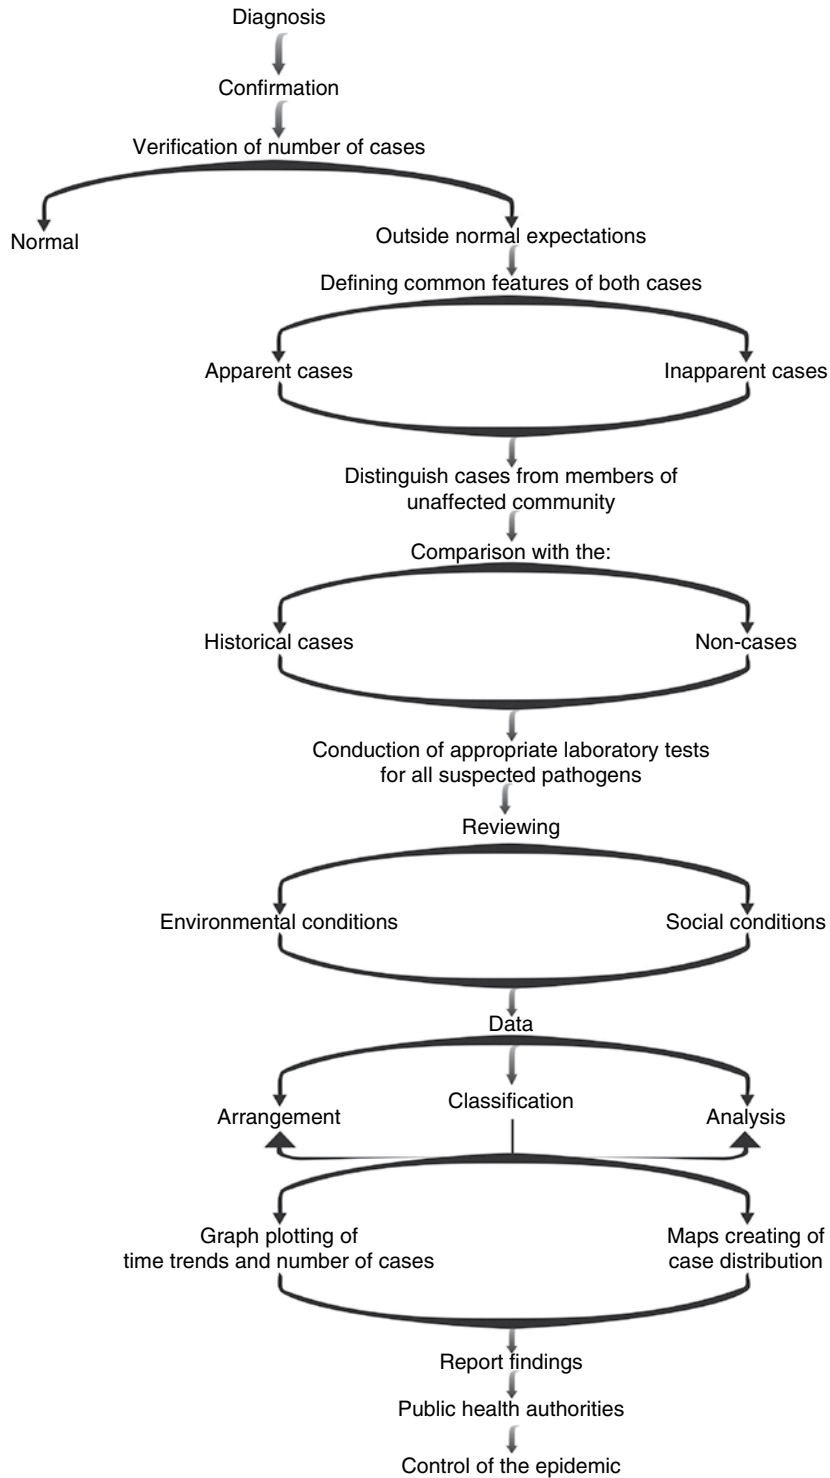 Diagnosis
Confirmation
Verification of number of cases
Normal
Outside normal expectations
Defining common features of both cases
Apparent cases
Inapparent cases
Distinguish cases from members of
unaffected community
Comparison with the:
Historical cases
Non-cases
Conduction of appropriate laboratory tests
for all suspected pathogens
Reviewing
Environmental conditions
Social conditions
Data
Arrangement
Classification
Analysis
Graph plotting of
time trends and number of cases
Maps creating of
case distribution
Report findings
Public health authorities
Control of the epidemic